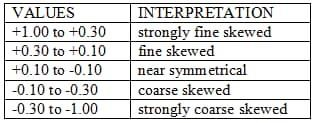 VALUES INTERPRETATION
+1.00 to +0.30 strongly fine skewed
+0.30 to +0.10 fine skewed
+0.10 to -0.10 near symmetrical
-0.10 to -0.30 coarse skewed
-0.30 to -1.00 strongly coarse skewed